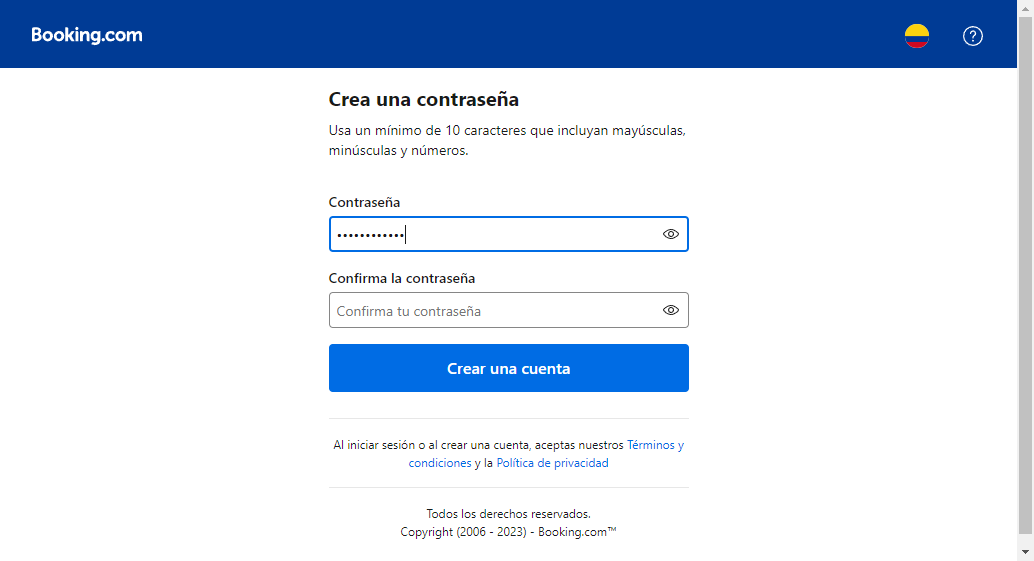 Booking.com
Crea una contraseña
Usa un mínimo de 10 caracteres que incluyan mayúsculas,
minúsculas y números.
Contraseña
••••••••••••
Confirma la contraseña
Confirma tu contraseña
Crear una cuenta
Al iniciar sesión o al crear una cuenta, aceptas nuestros Términos y
condiciones y la Política de privacidad
Todos los derechos reservados.
Copyright (2006 - 2023) - Booking.com™